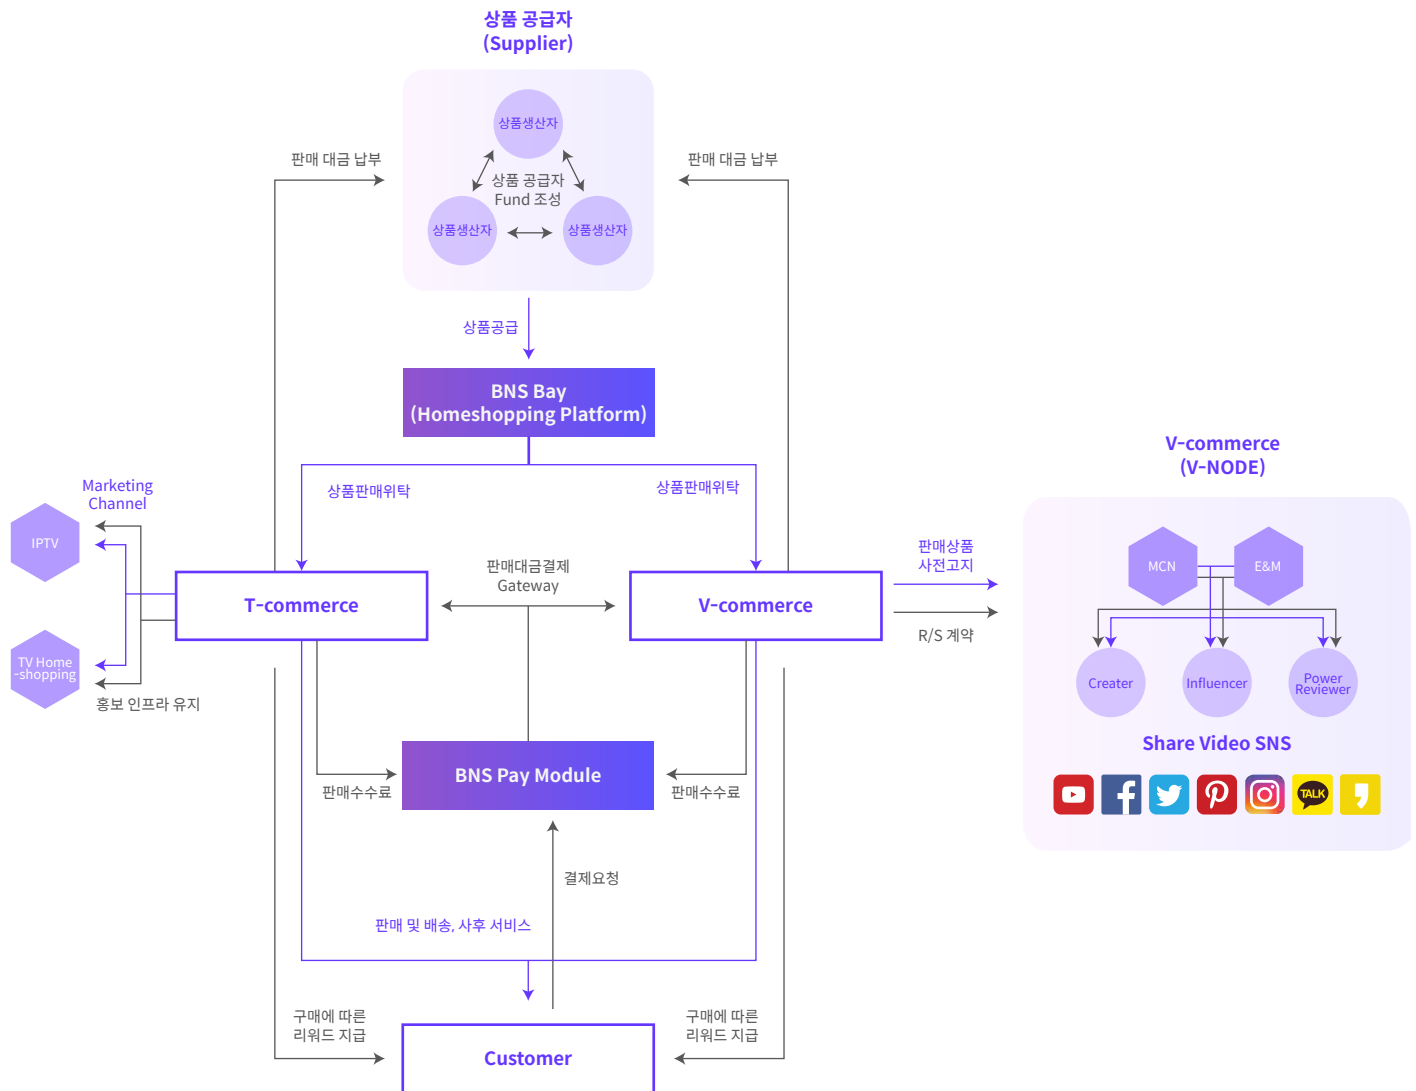 상품 공급자
(Supplier)
상품생산자
상품 공급자
Fund 조성
상품생산자
상품생산자
판매 대금 납부
판매 대금 납부
상품공급
BNS Bay
(Homeshopping Platform)
상품판매위탁
상품판매위탁
Marketing
Channel
IPTV
TV Home
-shopping
홍보 인프라 유지
T-commerce
판매대금결제
Gateway
V-commerce
판매상품
사전고지
R/S 계약
V-commerce
(V-NODE)
MCN
E&M
Creater
Influencer
Power
Reviewer
Share Video SNS
TALK
BNS Pay Module
판매수수료
판매수수료
결제요청
판매 및 배송, 사후 서비스
구매에 따른
리워드 지급
구매에 따른
리워드 지급
Customer